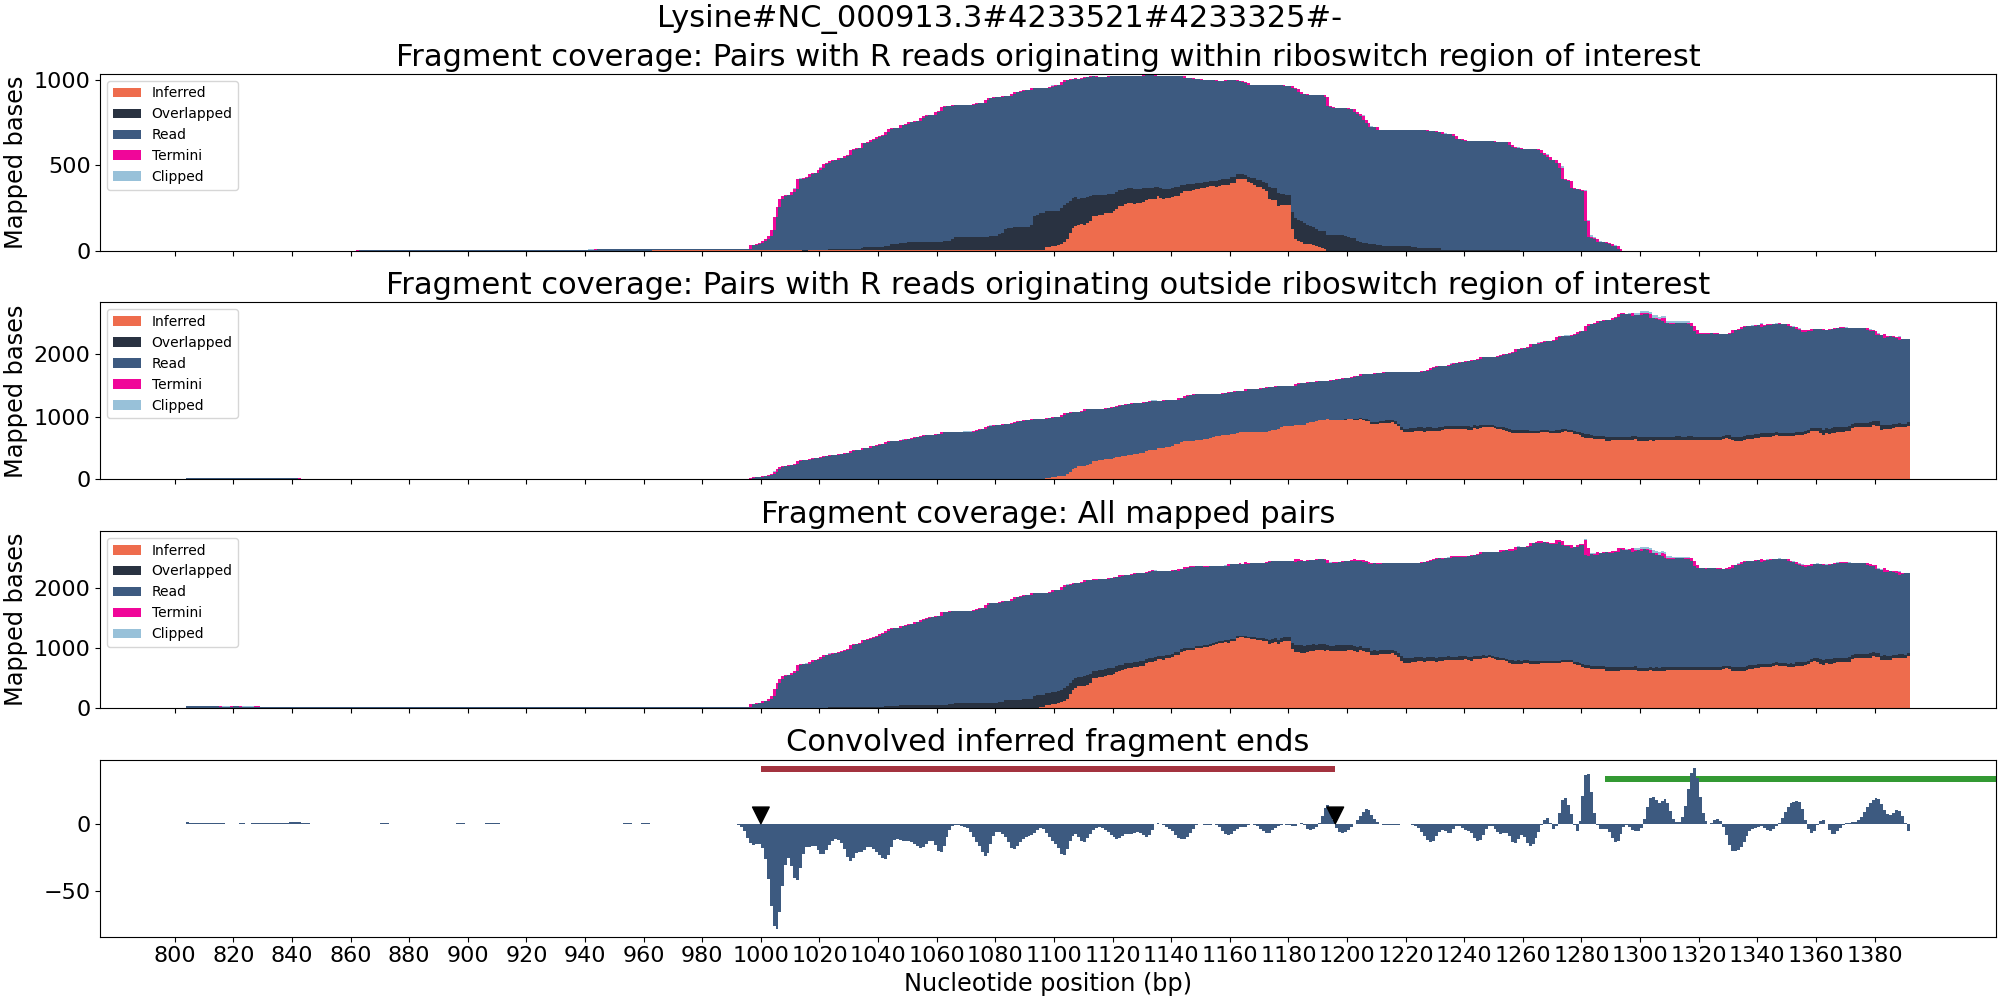 Lysine#NC_000913.3#4233521#4233325#-
Fragment coverage: Pairs with R reads originating within riboswitch region of interest
Mapped bases
1000
500
0
Inferred
Overlapped
Read
Termini
Clipped
Fragment coverage: Pairs with R reads originating outside riboswitch region of interest
Mapped bases
2000
1000
0
Inferred
Overlapped
Read
Termini
Clipped
Fragment coverage: All mapped pairs
Mapped bases
2000
1000
0
Inferred
Overlapped
Read
Termini
Clipped
Convolved inferred fragment ends
0
−50
800 820 840 860 880 900 920 940 960 980 1000 1020 1040 1060 1080 1100 1120 1140 1160 1180 1200 1220 1240 1260 1280 1300 1320 1340 1360 1380
Nucleotide position (bp)